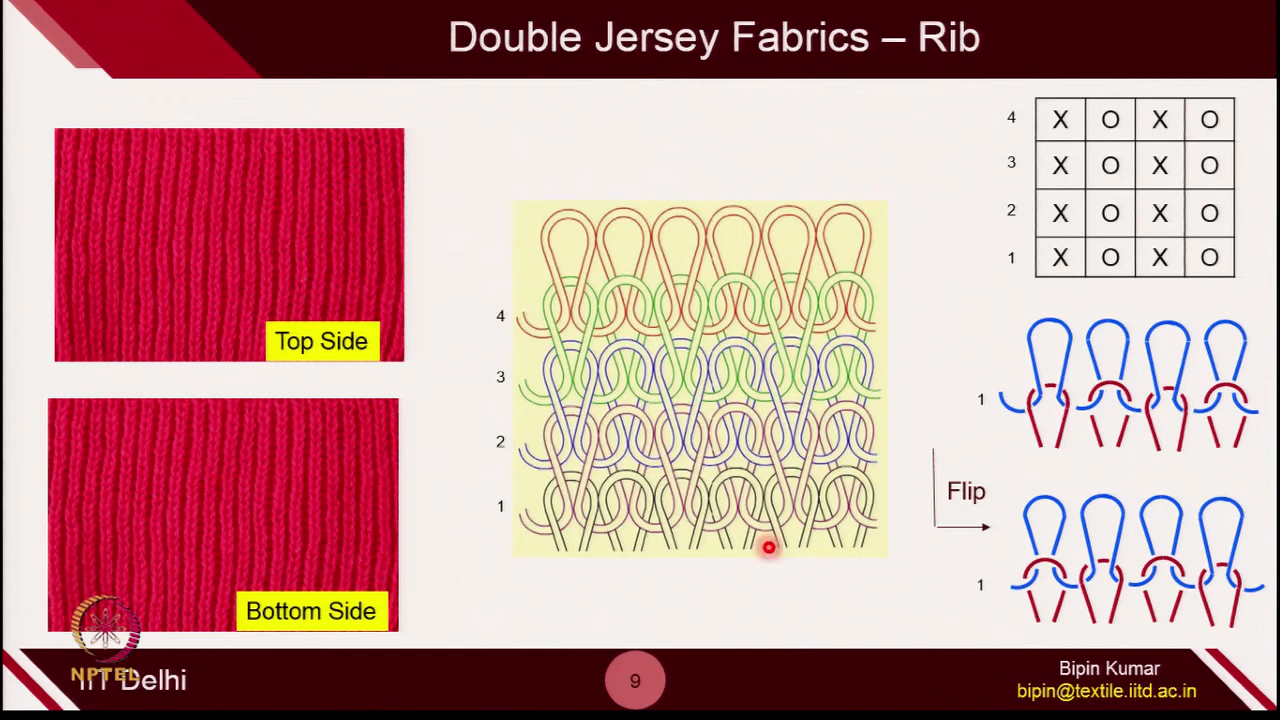 Double Jersey Fabrics – Rib
Top Side
Bottom Side
4
3
2
1
4 X O X O
3 X O X O
2 X O X O
1 X O X O
1
Flip
1
NPTEL
IIT Delhi
9
Bipin Kumar
bipin@textile.iitd.ac.in